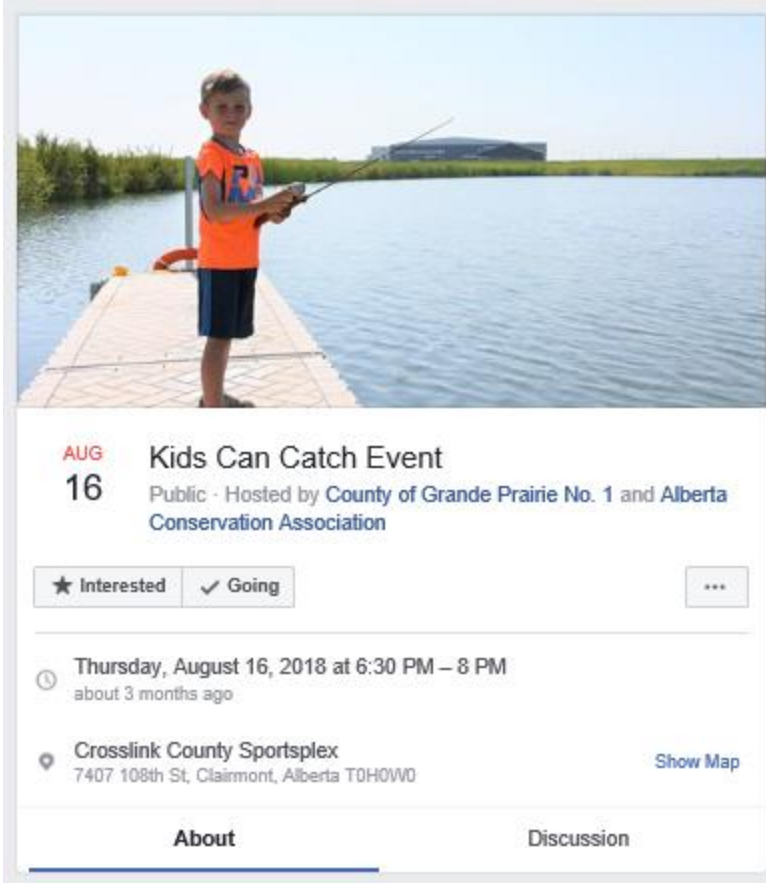 AUG
16
Kids Can Catch Event
Public · Hosted by County of Grande Prairie No. 1 and Alberta
Conservation Association
Interested
Going
...
Thursday, August 16, 2018 at 6:30 PM – 8 PM
about 3 months ago
Crosslink County Sportsplex
7407 108th St, Clairmont, Alberta T0H0W0
Show Map
About
Discussion